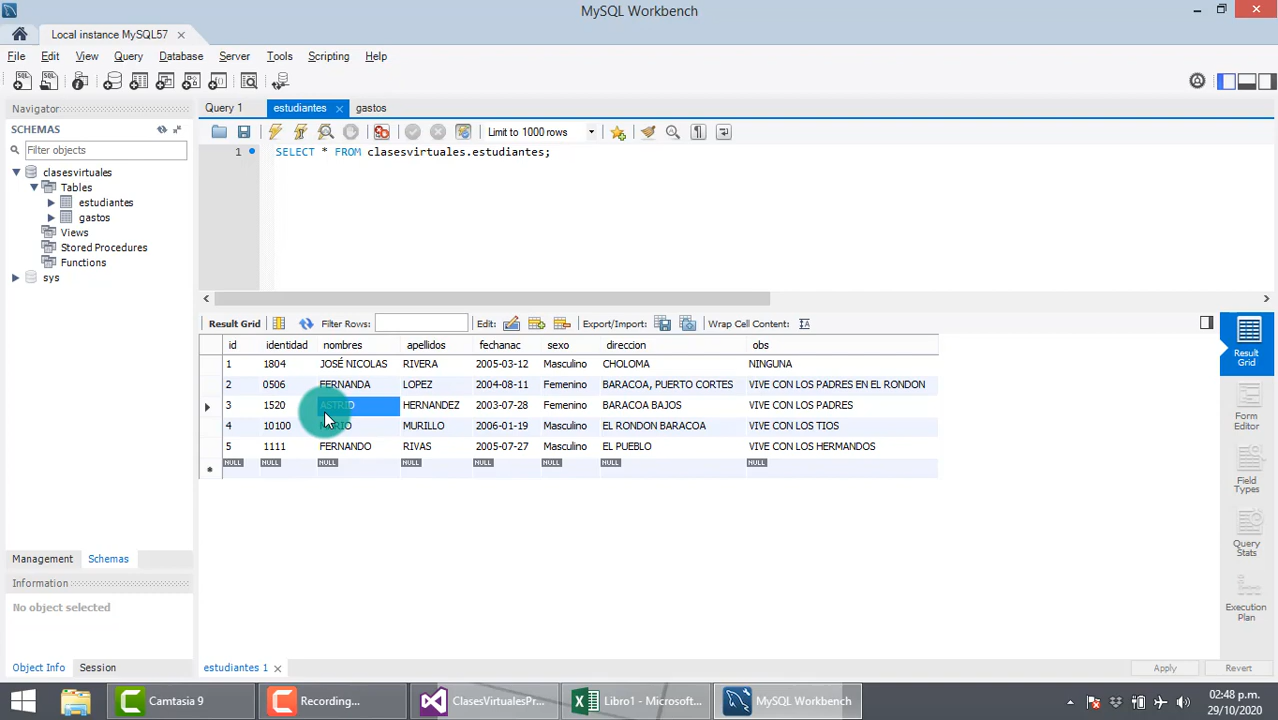 MySQL Workbench
Local instance MySQL57
File Edit View Query Database Server Tools Scripting Help
Navigator
SCHEMAS
Filter objects
clasesvirtuales
Tables
estudiantes
gastos
Views
Stored Procedures
Functions
sys
Management Schemas
Information
No object selected
Object Info Session
Query 1 estudiantes gastos
Limit to 1000 rows
1 SELECT * FROM clasesvirtuales.estudiantes;
Result Grid Filter Rows: Edit: Export/Import: Wrap Cell Content:
id identidad nombres apellidos fechanac sexo direccion obs
1 1804 JOSÉ NICOLAS RIVERA 2005-03-12 Masculino CHOLOMA NINGUNA
2 0506 FERNANDA LOPEZ 2004-08-11 Femenino BARACOA, PUERTO CORTES VIVE CON LOS PADRES EN EL RONDON
3 1520 ASTRID HERNANDEZ 2003-07-28 Femenino BARACOA BAJOS VIVE CON LOS PADRES
4 10100 MARIO MURILLO 2006-01-19 Masculino EL RONDON BARACOA VIVE CON LOS TIOS
5 1111 FERNANDO RIVAS 2005-07-27 Masculino EL PUEBLO VIVE CON LOS HERMANDOS
NULL NULL NULL NULL NULL NULL NULL NULL
Result Grid
Form Editor
Field Types
Query Stats
Execution Plan
estudiantes 1
Apply Revert
Camtasia 9
Recording...
ClasesVirtualesPr...
Libro1 - Microsoft...
MySQL Workbench
02:48 p.m.
29/10/2020